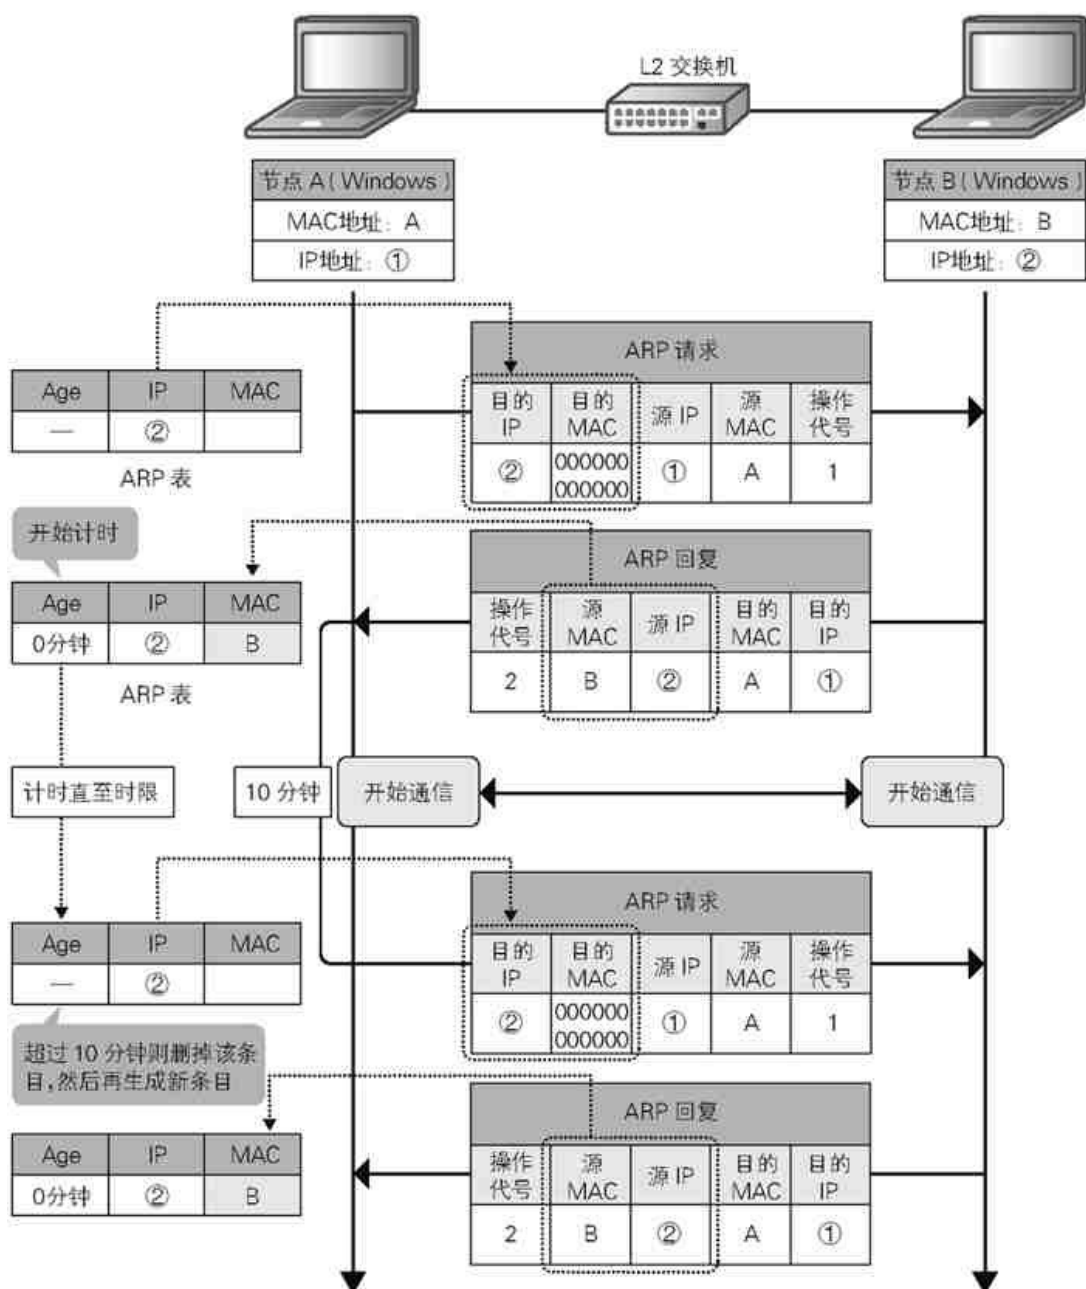 L2 交换机
节点 A ( Windows )
MAC地址：A
IP地址：①
节点 B ( Windows )
MAC地址：B
IP地址：②
ARP 请求
Age IP MAC
— ②
ARP 表
目的 IP 目的 MAC 源 IP 源 MAC 操作代号
② 000000 000000 ① A 1
开始计时
ARP 回复
Age IP MAC
0分钟 ② B
ARP 表
操作代号 源 MAC 源 IP 目的 MAC 目的 IP
2 B ② A ①
计时直至时限
10 分钟
开始通信
开始通信
ARP 请求
Age IP MAC
— ②
目的 IP 目的 MAC 源 IP 源 MAC 操作代号
② 000000 000000 ① A 1
超过 10 分钟则删掉该条
目,然后再生成新条目
ARP 回复
Age IP MAC
0分钟 ② B
操作代号 源 MAC 源 IP 目的 MAC 目的 IP
2 B ② A ①